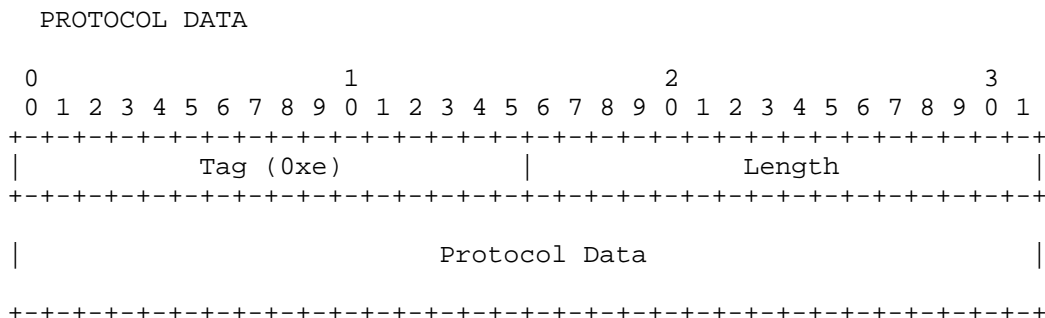 PROTOCOL DATA
0                   1                   2                   3
0 1 2 3 4 5 6 7 8 9 0 1 2 3 4 5 6 7 8 9 0 1 2 3 4 5 6 7 8 9 0 1
+-+-+-+-+-+-+-+-+-+-+-+-+-+-+-+-+-+-+-+-+-+-+-+-+-+-+-+-+-+-+-+-+
|           Tag (0xe)           |             Length            |
+-+-+-+-+-+-+-+-+-+-+-+-+-+-+-+-+-+-+-+-+-+-+-+-+-+-+-+-+-+-+-+-+
|                          Protocol Data                        |
+-+-+-+-+-+-+-+-+-+-+-+-+-+-+-+-+-+-+-+-+-+-+-+-+-+-+-+-+-+-+-+-+